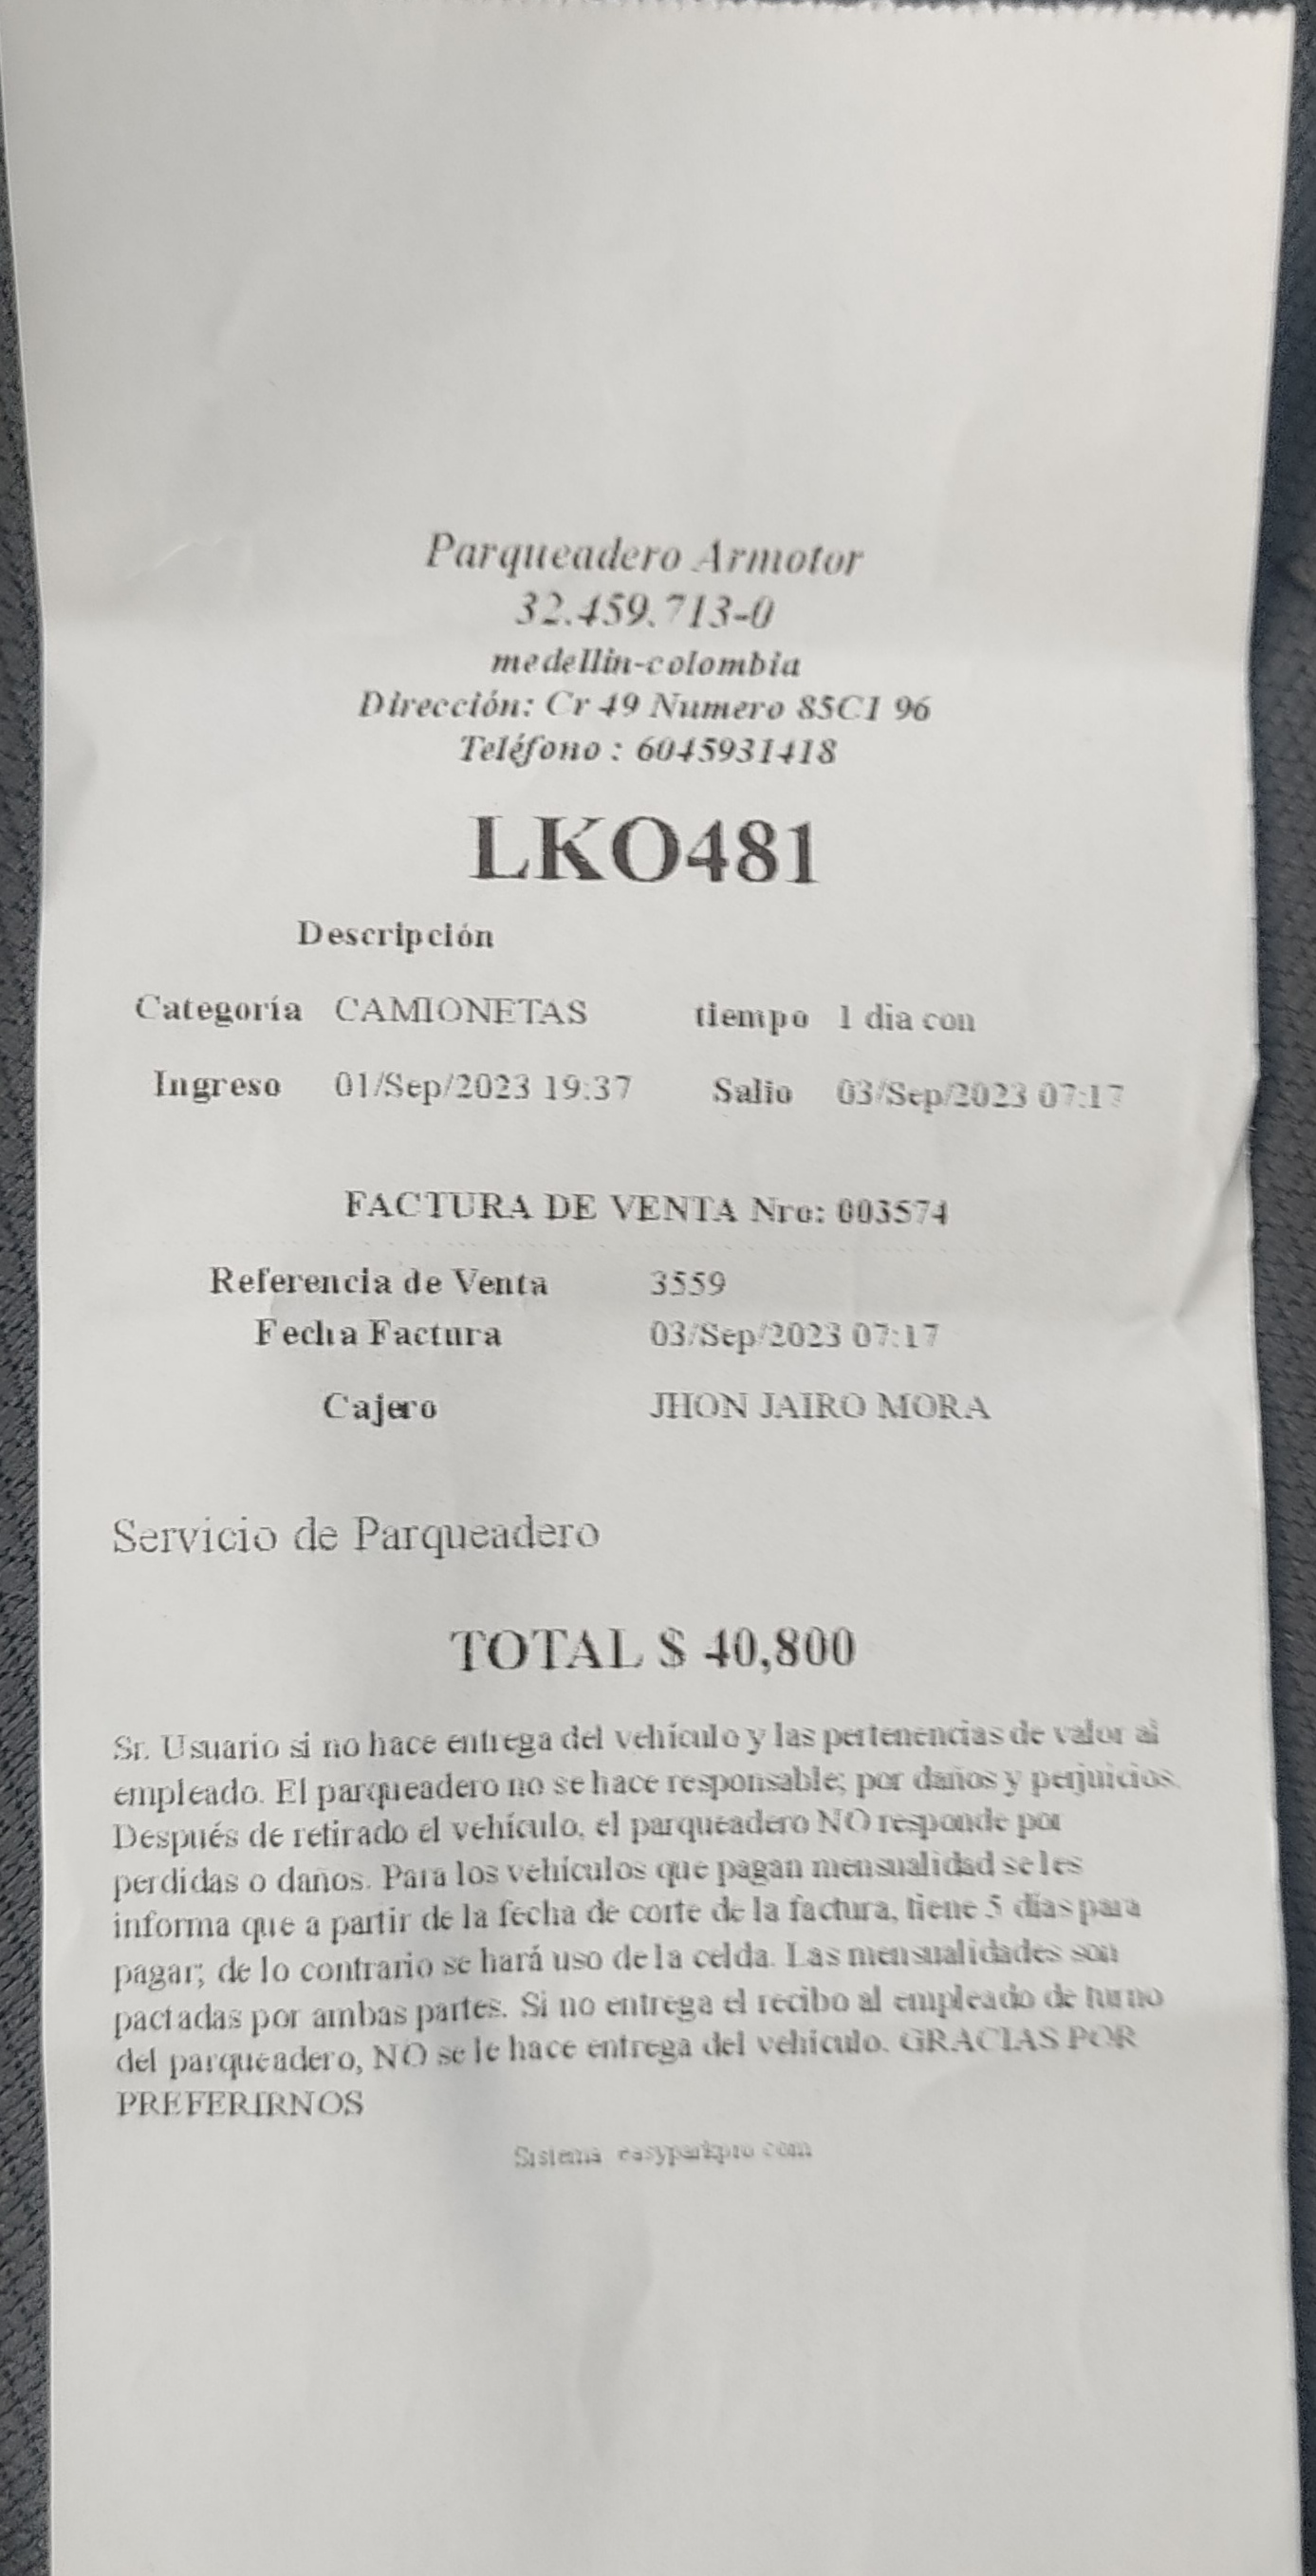 Parqueadero Armotor
32.459.713-0
medellin-colombia
Dirección: Cr 49 Numero 85C1 96
Teléfono : 6045931418
LKO481
Descripción
Categoría CAMIONETAS tiempo 1 dia con
Ingreso 01/Sep/2023 19:37 Salio 03/Sep/2023 07:17
FACTURA DE VENTA Nro: 003574
Referencia de Venta 3559
Fecha Factura 03/Sep/2023 07:17
Cajero JHON JAIRO MORA
Servicio de Parqueadero
TOTAL $ 40,800
Sr. Usuario si no hace entrega del vehículo y las pertenencias de valor al
empleado. El parqueadero no se hace responsable; por daños y perjuicios.
Después de retirado el vehículo, el parqueadero NO responde por
perdidas o daños. Para los vehículos que pagan mensualidad se les
informa que a partir de la fecha de corte de la factura, tiene 5 días para
pagar; de lo contrario se hará uso de la celda. Las mensualidades son
pactadas por ambas partes. Si no entrega el recibo al empleado de turno
del parqueadero, NO se le hace entrega del vehículo. GRACIAS POR
PREFERIRNOS
Sistema easyparkpro.com